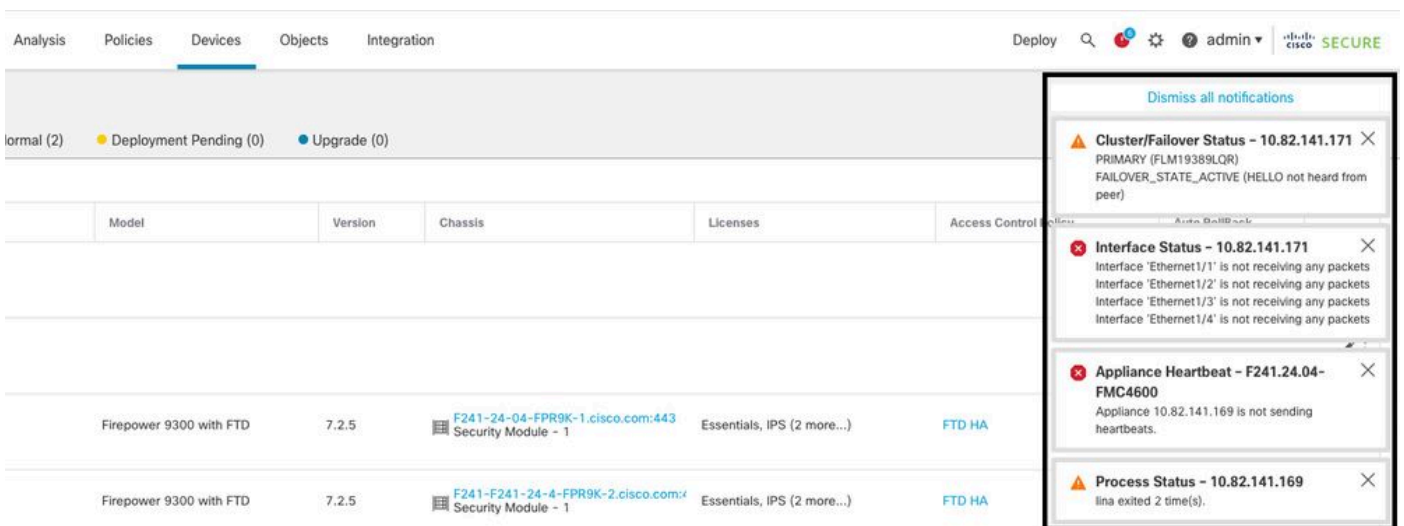 Analysis Policies Devices Objects Integration Deploy 6 admin cisco SECURE
Dismiss all notifications
ormal (2) Deployment Pending (0) Upgrade (0)
Cluster/Failover Status - 10.82.141.171
PRIMARY (FLM19389LQR)
FAILOVER_STATE_ACTIVE (HELLO not heard from
peer)
Model Version Chassis Licenses Access Control Policy Auto RollBack
Interface Status - 10.82.141.171
Interface 'Ethernet1/1' is not receiving any packets
Interface 'Ethernet1/2' is not receiving any packets
Interface 'Ethernet1/3' is not receiving any packets
Interface 'Ethernet1/4' is not receiving any packets
Appliance Heartbeat - F241.24.04-
FMC4600
Appliance 10.82.141.169 is not sending
heartbeats.
Firepower 9300 with FTD 7.2.5 F241-24-04-FPR9K-1.cisco.com:443
Security Module - 1 Essentials, IPS (2 more...) FTD HA
Process Status - 10.82.141.169
lina exited 2 time(s).
Firepower 9300 with FTD 7.2.5 F241-F241-24-4-FPR9K-2.cisco.com:4
Security Module - 1 Essentials, IPS (2 more...) FTD HA